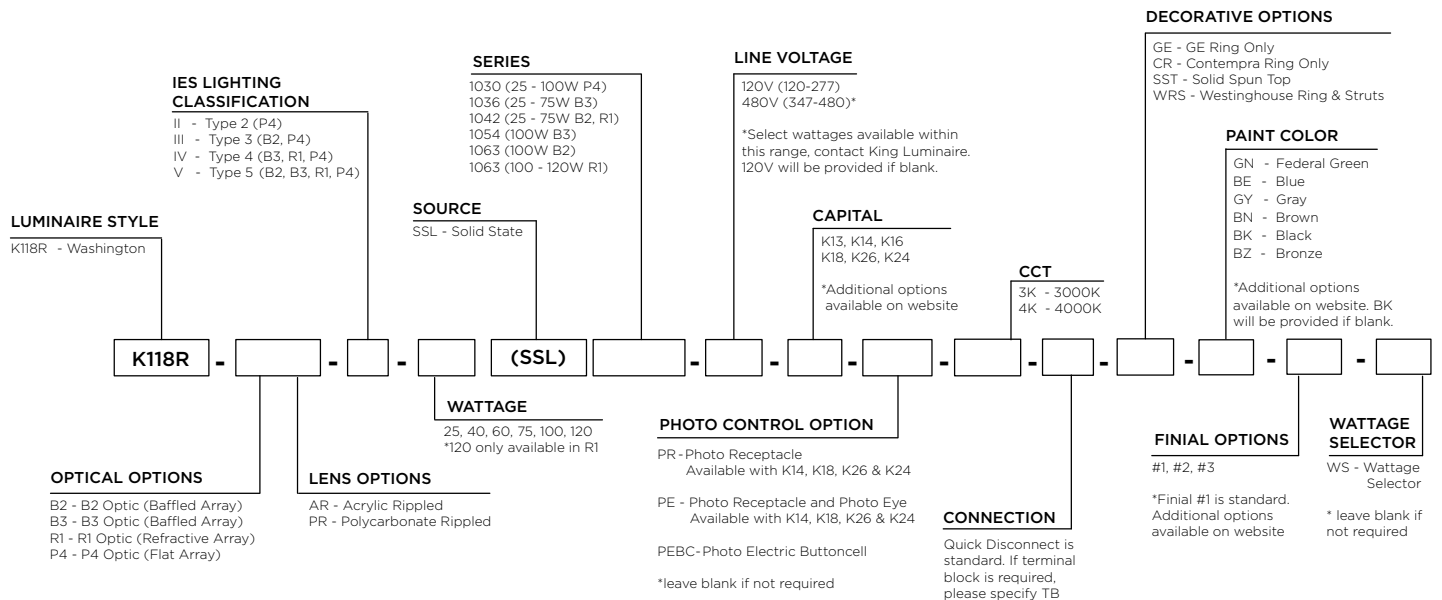 DECORATIVE OPTIONS
GE - GE Ring Only
CR - Contempra Ring Only
SST - Solid Spun Top
WRS - Westinghouse Ring & Struts
SERIES
1030 (25 - 100W P4)
1036 (25 - 75W B3)
1042 (25 - 75W B2, R1)
1054 (100W B3)
1063 (100W B2)
1063 (100 - 120W R1)
LINE VOLTAGE
120V (120-277)
480V (347-480)*
*Select wattages available within
this range, contact King Luminaire.
120V will be provided if blank.
IES LIGHTING
CLASSIFICATION
II - Type 2 (P4)
III - Type 3 (B2, P4)
IV - Type 4 (B3, R1, P4)
V - Type 5 (B2, B3, R1, P4)
PAINT COLOR
GN - Federal Green
BE - Blue
GY - Gray
BN - Brown
BK - Black
BZ - Bronze
*Additional options
available on website. BK
will be provided if blank.
LUMINAIRE STYLE
K118R - Washington
SOURCE
SSL - Solid State
CAPITAL
K13, K14, K16
K18, K26, K24
*Additional options
available on website
CCT
3K - 3000K
4K - 4000K
K118R - - - (SSL) - - - - - - - - -
WATTAGE
25, 40, 60, 75, 100, 120
*120 only available in R1
OPTICAL OPTIONS
B2 - B2 Optic (Baffled Array)
B3 - B3 Optic (Baffled Array)
R1 - R1 Optic (Refractive Array)
P4 - P4 Optic (Flat Array)
LENS OPTIONS
AR - Acrylic Rippled
PR - Polycarbonate Rippled
PHOTO CONTROL OPTION
PR-Photo Receptacle
Available with K14, K18, K26 & K24
PE - Photo Receptacle and Photo Eye
Available with K14, K18, K26 & K24
PEBC-Photo Electric Buttoncell
*leave blank if not required
CONNECTION
Quick Disconnect is
standard. If terminal
block is required,
please specify TB
FINIAL OPTIONS
#1, #2, #3
*Finial #1 is standard.
Additional options
available on website
WATTAGE
SELECTOR
WS - Wattage
Selector
* leave blank if
not required